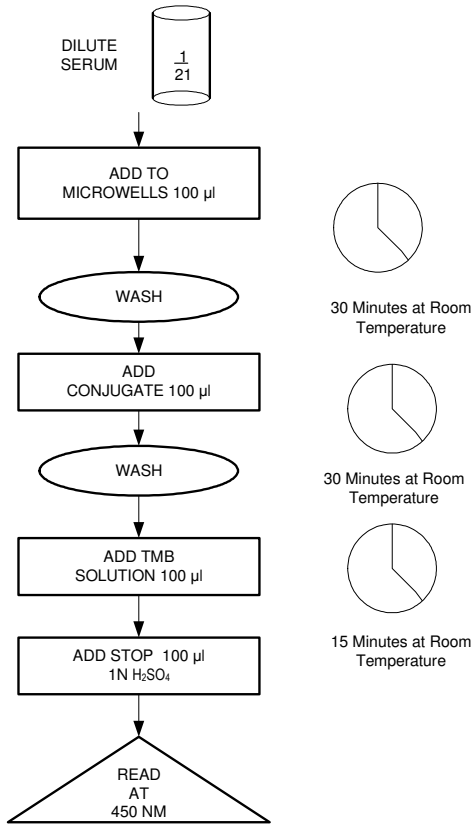 DILUTE
SERUM
1
21
ADD TO
MICROWELLS 100 µl
30 Minutes at Room
Temperature
WASH
ADD
CONJUGATE 100 µl
30 Minutes at Room
Temperature
WASH
ADD TMB
SOLUTION 100 µl
15 Minutes at Room
Temperature
ADD STOP 100 µl
1N H₂SO₄
READ
AT
450 NM